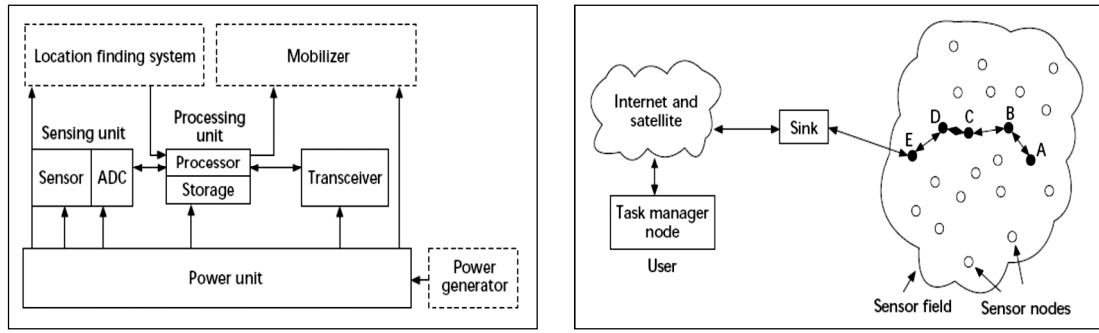 Location finding system
Mobilizer
Sensing unit
Processing
unit
Sensor
ADC
Processor
Storage
Transceiver
Power unit
Power
generator
Internet and
satellite
Sink
Task manager
node
User
E
D
C
B
A
Sensor field
Sensor nodes